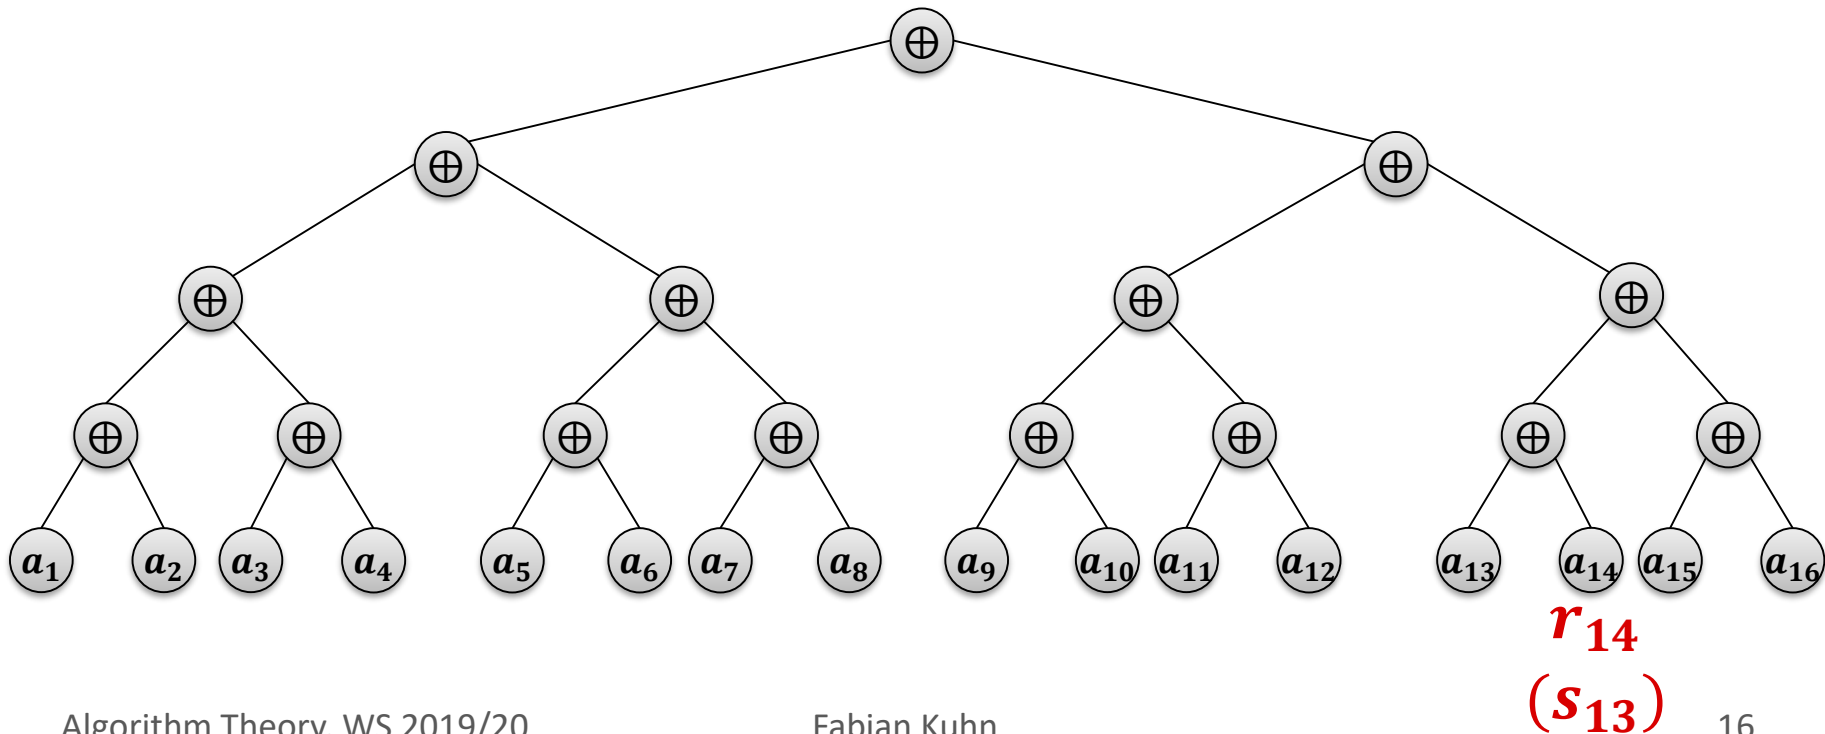 ⊕
⊕ ⊕
⊕ ⊕ ⊕ ⊕
⊕ ⊕ ⊕ ⊕ ⊕ ⊕ ⊕ ⊕
a₁ a₂ a₃ a₄ a₅ a₆ a₇ a₈ a₉ a₁₀ a₁₁ a₁₂ a₁₃ a₁₄ a₁₅ a₁₆
r₁₄
(s₁₃)
Algorithm Theory, WS 2019/20 Fabian Kuhn 16